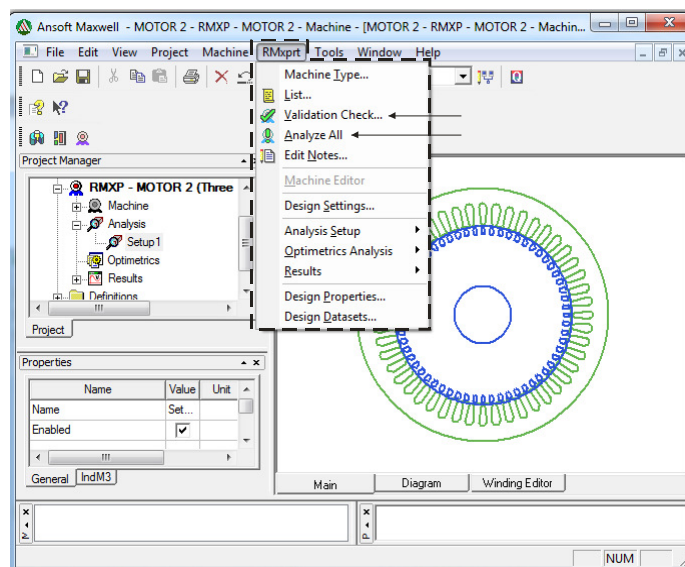 Ansoft Maxwell - MOTOR 2 - RMXP - MOTOR 2 - Machine - [MOTOR 2 - RMXP - MOTOR 2 - Machin...
File Edit View Project Machine RMxprt Tools Window Help
Machine Type...
List...
Validation Check...
Analyze All
Edit Notes...
Machine Editor
Design Settings...
Analysis Setup
Optimetrics Analysis
Results
Design Properties...
Design Datasets...
Project Manager
RMXP - MOTOR 2 (Three
Machine
Analysis
Setup1
Optimetrics
Results
Definitions
Project
Properties
Name Value Unit
Name Set...
Enabled
General IndM3
Main Diagram Winding Editor
NUM